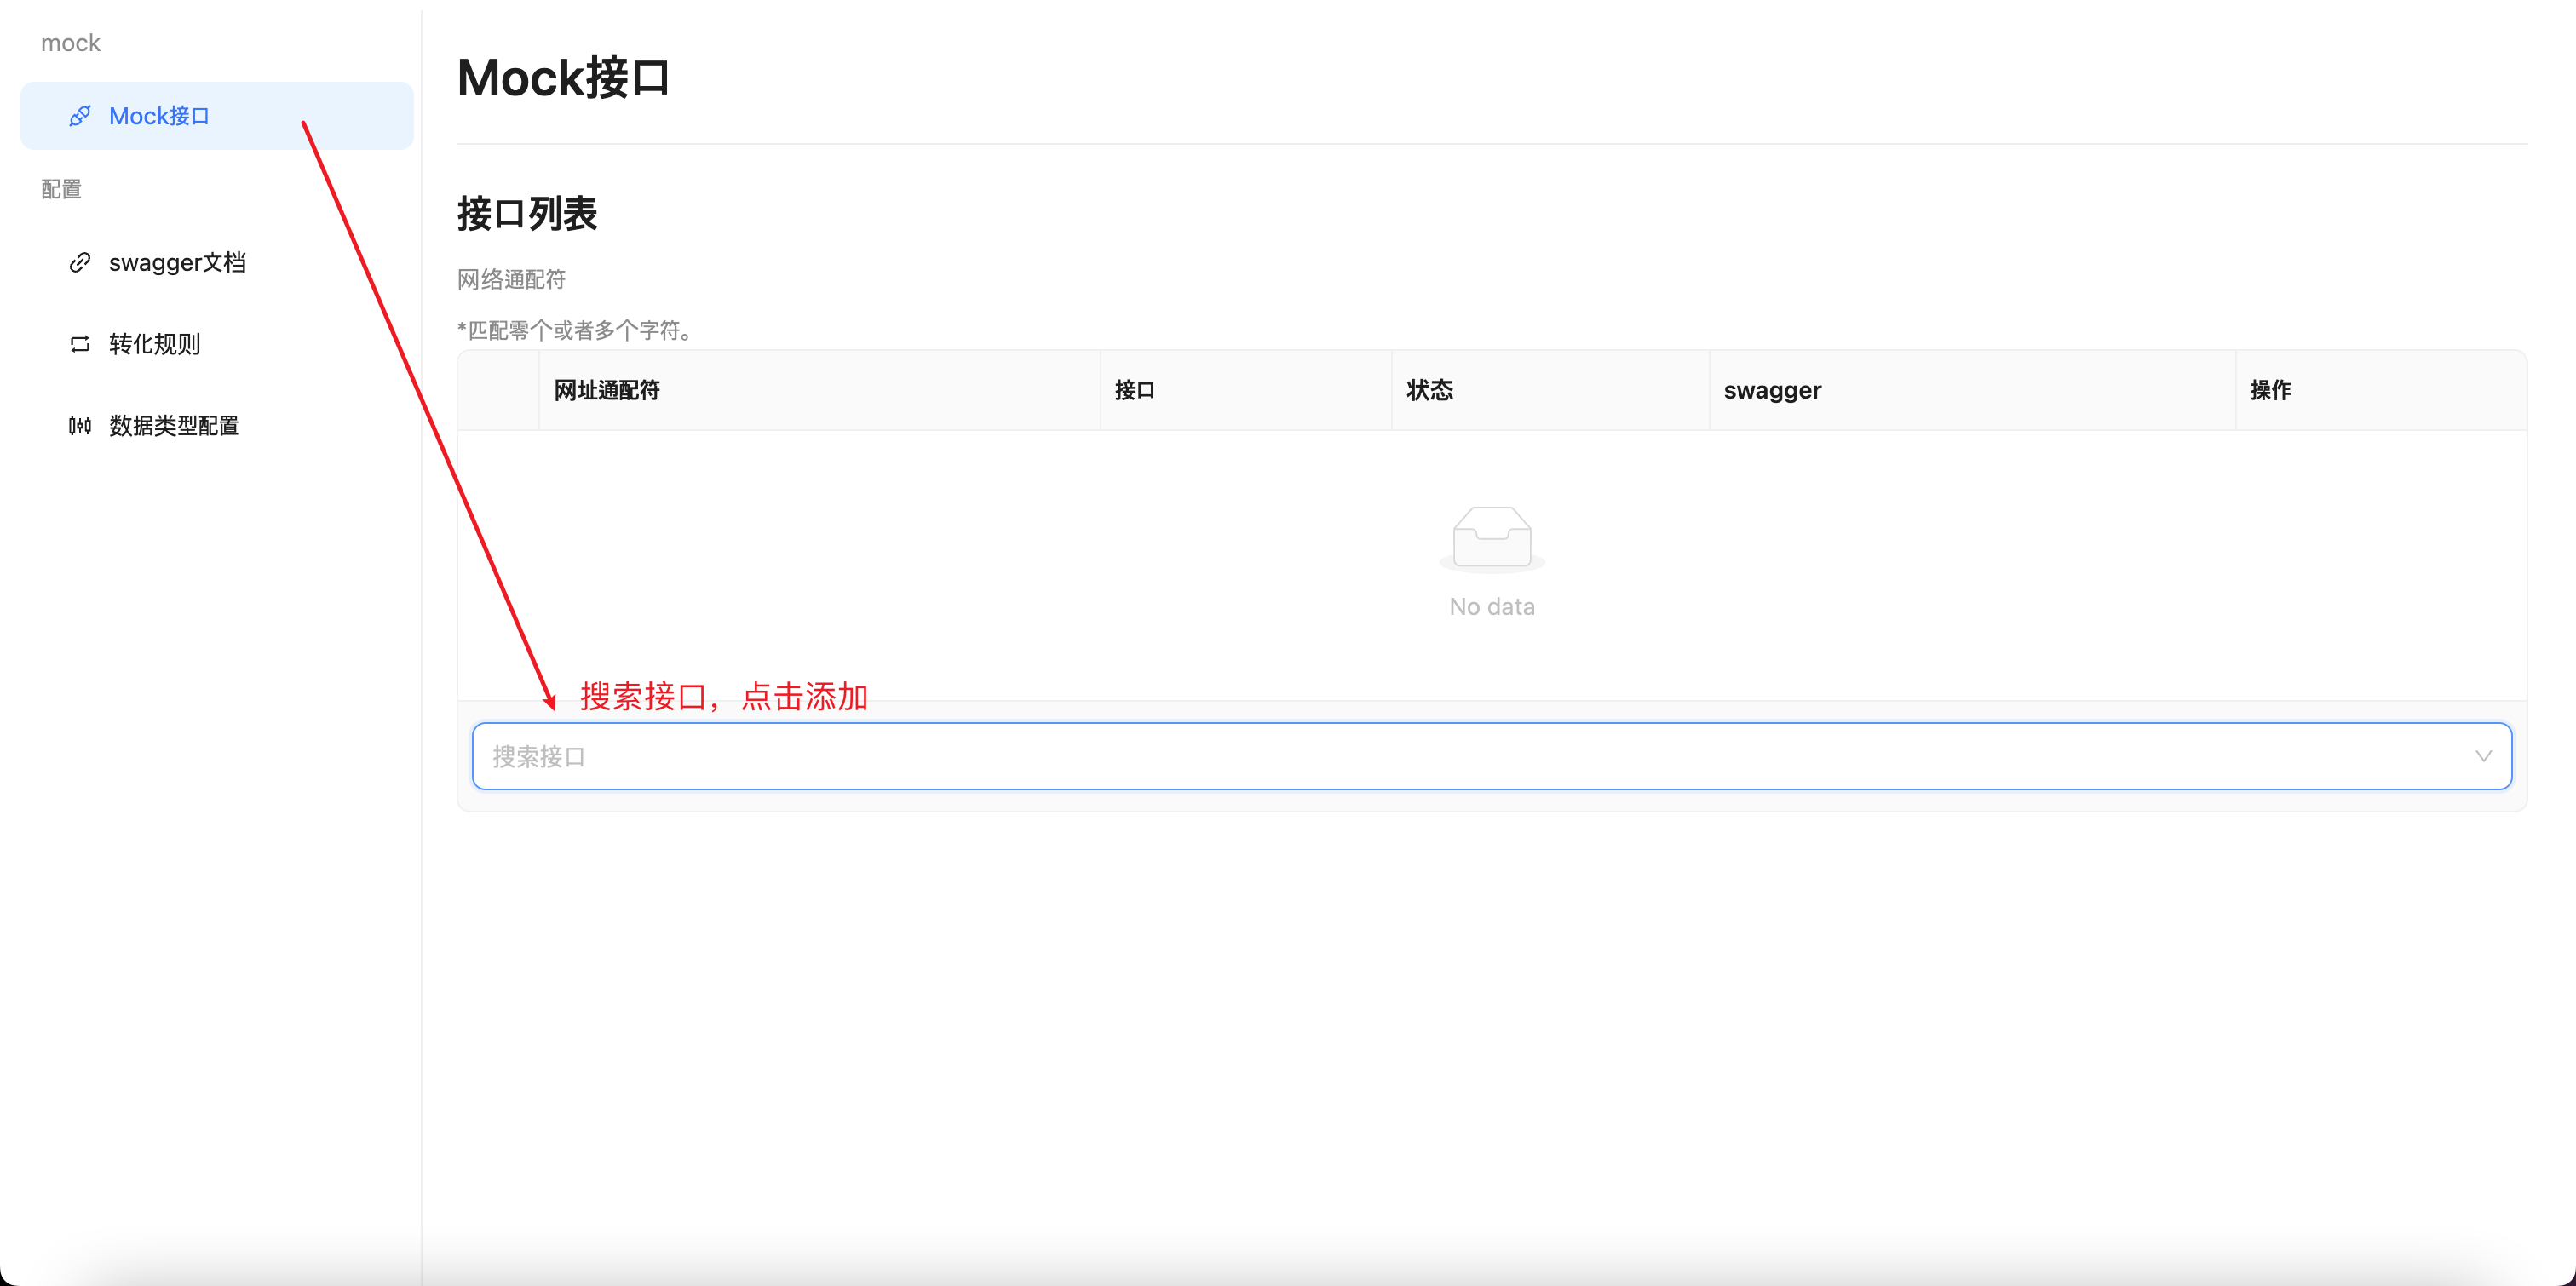 mock
Mock接口
配置
swagger文档
转化规则
数据类型配置
Mock接口
接口列表
网络通配符
*匹配零个或者多个字符。
网址通配符 接口 状态 swagger 操作
No data
搜索接口，点击添加
搜索接口